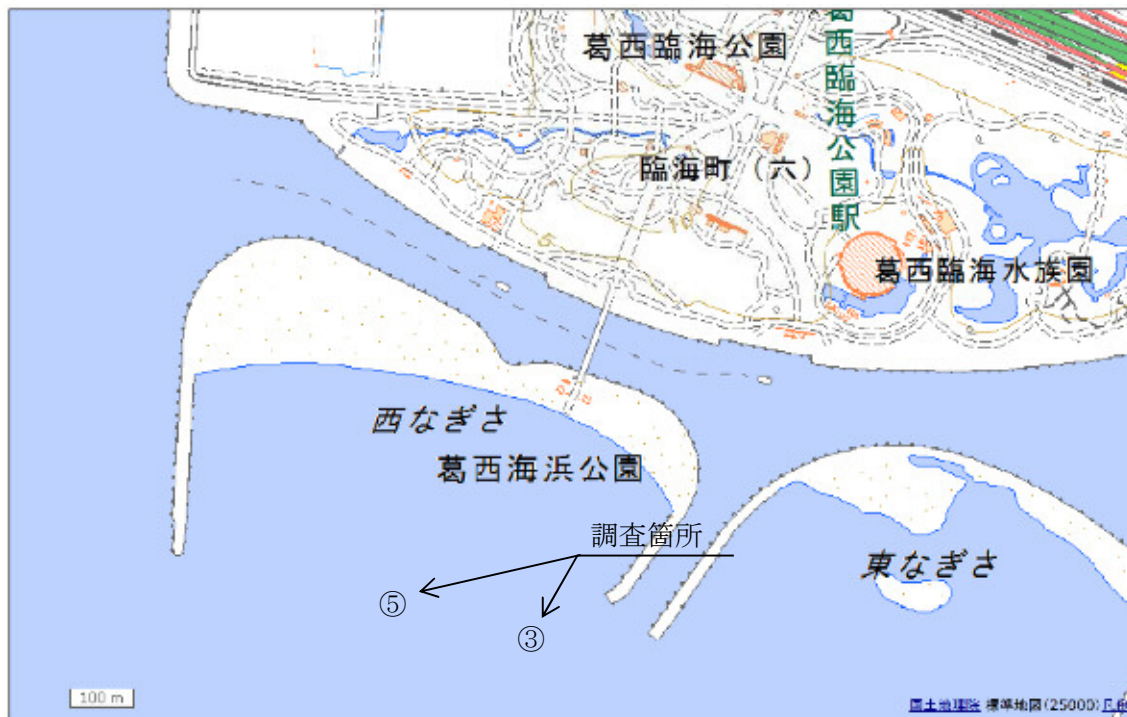 葛西臨海公園
葛西臨海公園駅
臨海町（六）
葛西臨海水族園
10
5
西なぎさ
葛西海浜公園
調査箇所
東なぎさ
⑤
③
100 m
国土地理院 標準地図(25000)